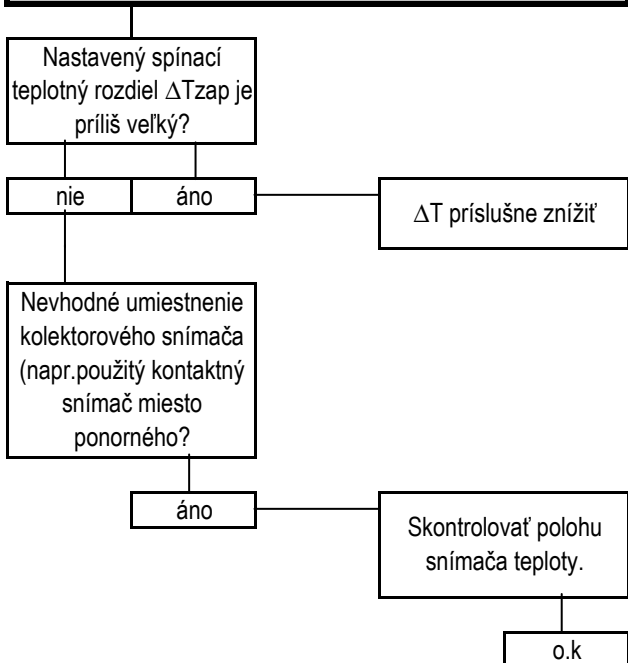 Nastavený spínací
teplotný rozdiel ∆Tzap je
príliš veľký?
nie
áno
∆T príslušne znížiť
Nevhodné umiestnenie
kolektorového snímača
(napr.použitý kontaktný
snímač miesto
ponorného?
áno
Skontrolovať polohu
snímača teploty.
o.k